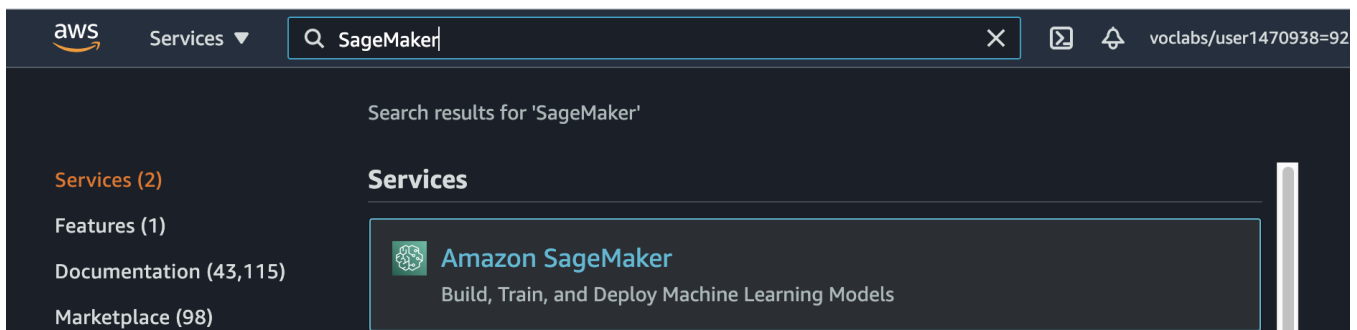 aws Services ▼ SageMaker voclabs/user1470938=92
Search results for 'SageMaker'
Services (2)
Features (1)
Documentation (43,115)
Marketplace (98)
Services
Amazon SageMaker
Build, Train, and Deploy Machine Learning Models